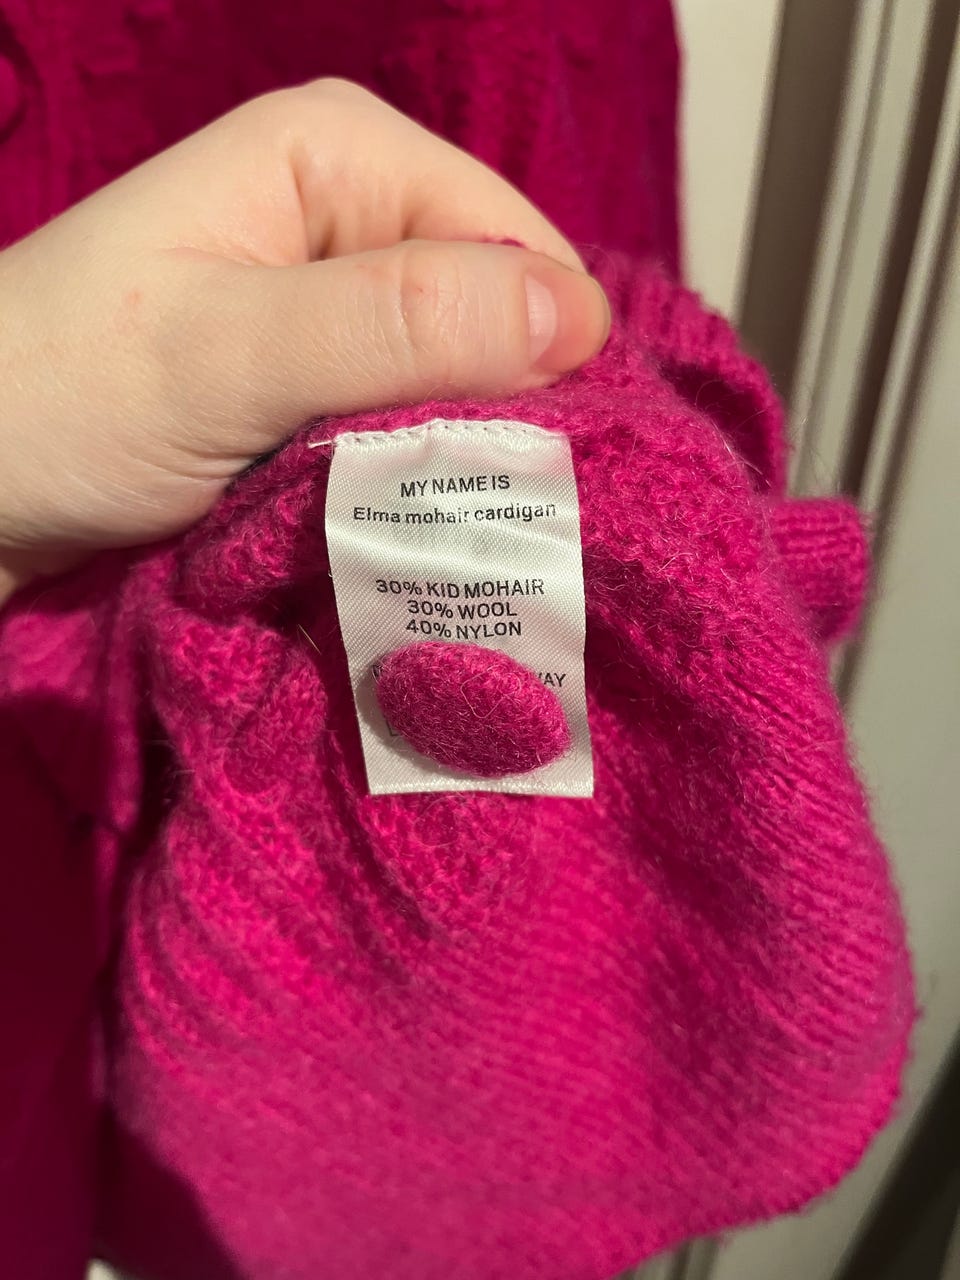 MY NAME IS
Elma mohair cardigan
30% KID MOHAIR
30% WOOL
40% NYLON